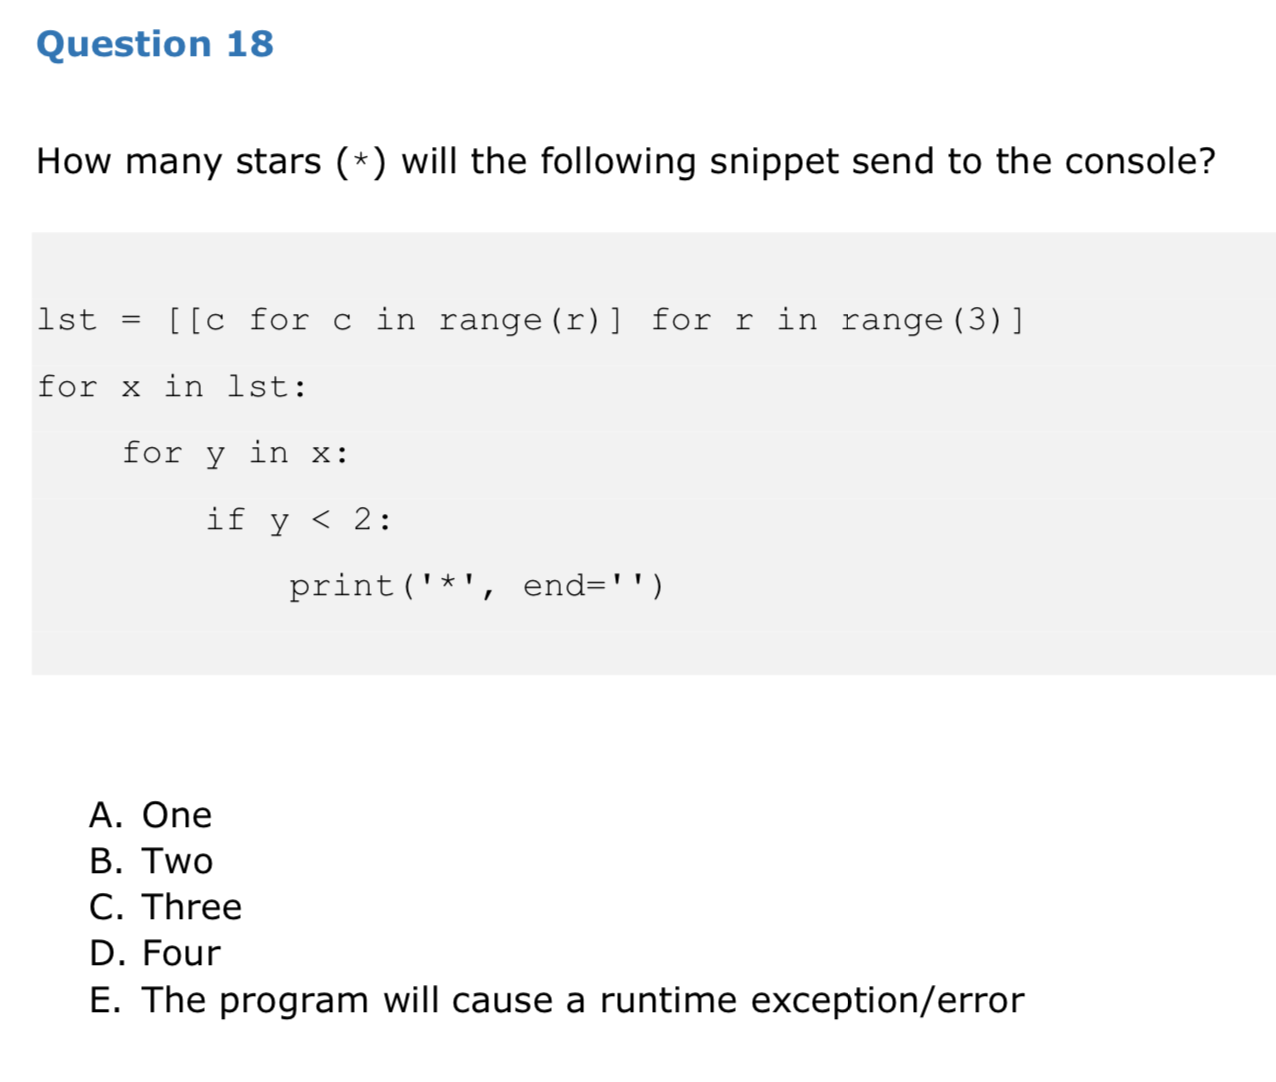 Question 18
How many stars (*) will the following snippet send to the console?
lst = [[c for c in range(r)] for r in range(3)]
for x in lst:
    for y in x:
        if y < 2:
            print('*', end='')
A. One
B. Two
C. Three
D. Four
E. The program will cause a runtime exception/error